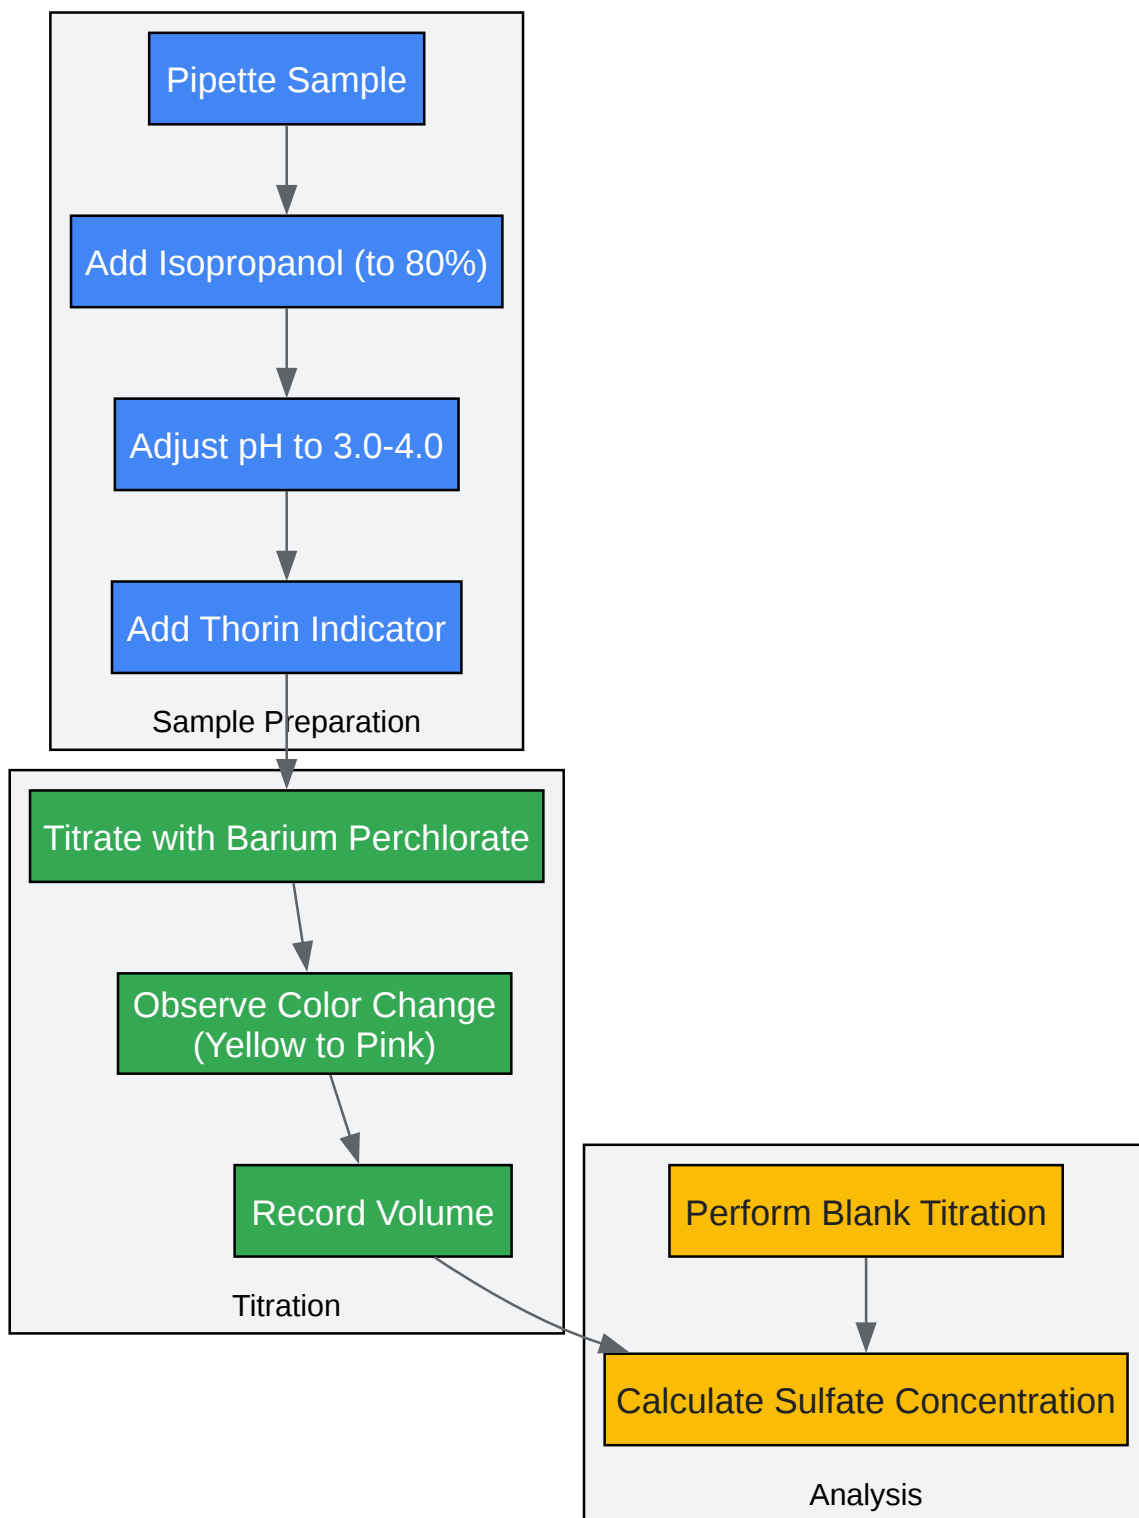 Pipette Sample
Add Isopropanol (to 80%)
Adjust pH to 3.0-4.0
Add Thorin Indicator
Sample Preparation
Titrate with Barium Perchlorate
Observe Color Change
(Yellow to Pink)
Record Volume
Titration
Perform Blank Titration
Calculate Sulfate Concentration
Analysis